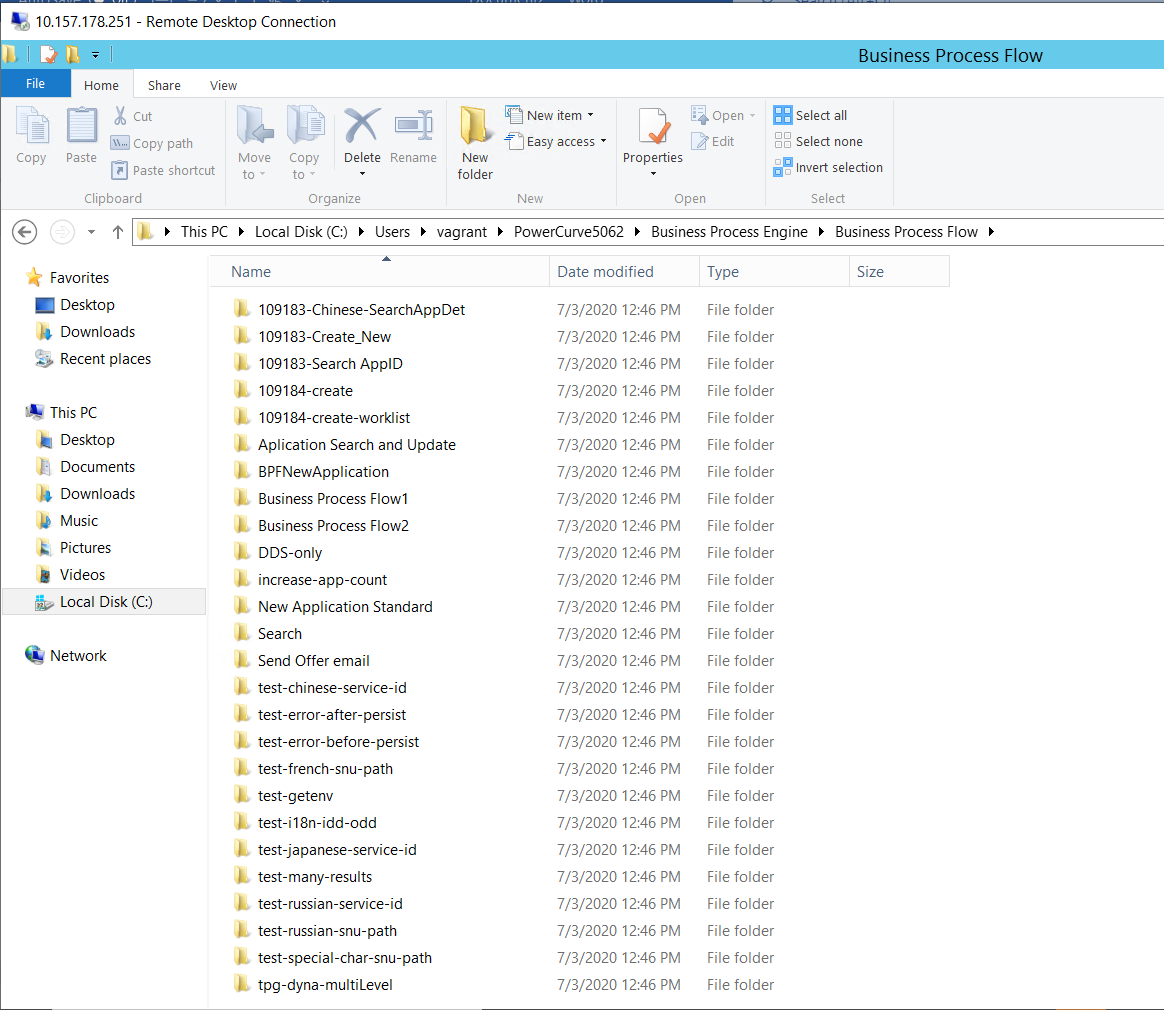 10.157.178.251 - Remote Desktop Connection
Business Process Flow
File Home Share View
Copy
Paste
Cut
Copy path
Paste shortcut
Clipboard
Move to
Copy to
Delete
Rename
Organize
New folder
New item
Easy access
New
Properties
Open
Edit
Open
Select all
Select none
Invert selection
Select
This PC Local Disk (C:) Users vagrant PowerCurve5062 Business Process Engine Business Process Flow
Favorites
Desktop
Downloads
Recent places
This PC
Desktop
Documents
Downloads
Music
Pictures
Videos
Local Disk (C:)
Network
Name Date modified Type Size
109183-Chinese-SearchAppDet 7/3/2020 12:46 PM File folder
109183-Create_New 7/3/2020 12:46 PM File folder
109183-Search AppID 7/3/2020 12:46 PM File folder
109184-create 7/3/2020 12:46 PM File folder
109184-create-worklist 7/3/2020 12:46 PM File folder
Aplication Search and Update 7/3/2020 12:46 PM File folder
BPFNewApplication 7/3/2020 12:46 PM File folder
Business Process Flow1 7/3/2020 12:46 PM File folder
Business Process Flow2 7/3/2020 12:46 PM File folder
DDS-only 7/3/2020 12:46 PM File folder
increase-app-count 7/3/2020 12:46 PM File folder
New Application Standard 7/3/2020 12:46 PM File folder
Search 7/3/2020 12:46 PM File folder
Send Offer email 7/3/2020 12:46 PM File folder
test-chinese-service-id 7/3/2020 12:46 PM File folder
test-error-after-persist 7/3/2020 12:46 PM File folder
test-error-before-persist 7/3/2020 12:46 PM File folder
test-french-snu-path 7/3/2020 12:46 PM File folder
test-getenv 7/3/2020 12:46 PM File folder
test-i18n-idd-odd 7/3/2020 12:46 PM File folder
test-japanese-service-id 7/3/2020 12:46 PM File folder
test-many-results 7/3/2020 12:46 PM File folder
test-russian-service-id 7/3/2020 12:46 PM File folder
test-russian-snu-path 7/3/2020 12:46 PM File folder
test-special-char-snu-path 7/3/2020 12:46 PM File folder
tpg-dyna-multiLevel 7/3/2020 12:46 PM File folder